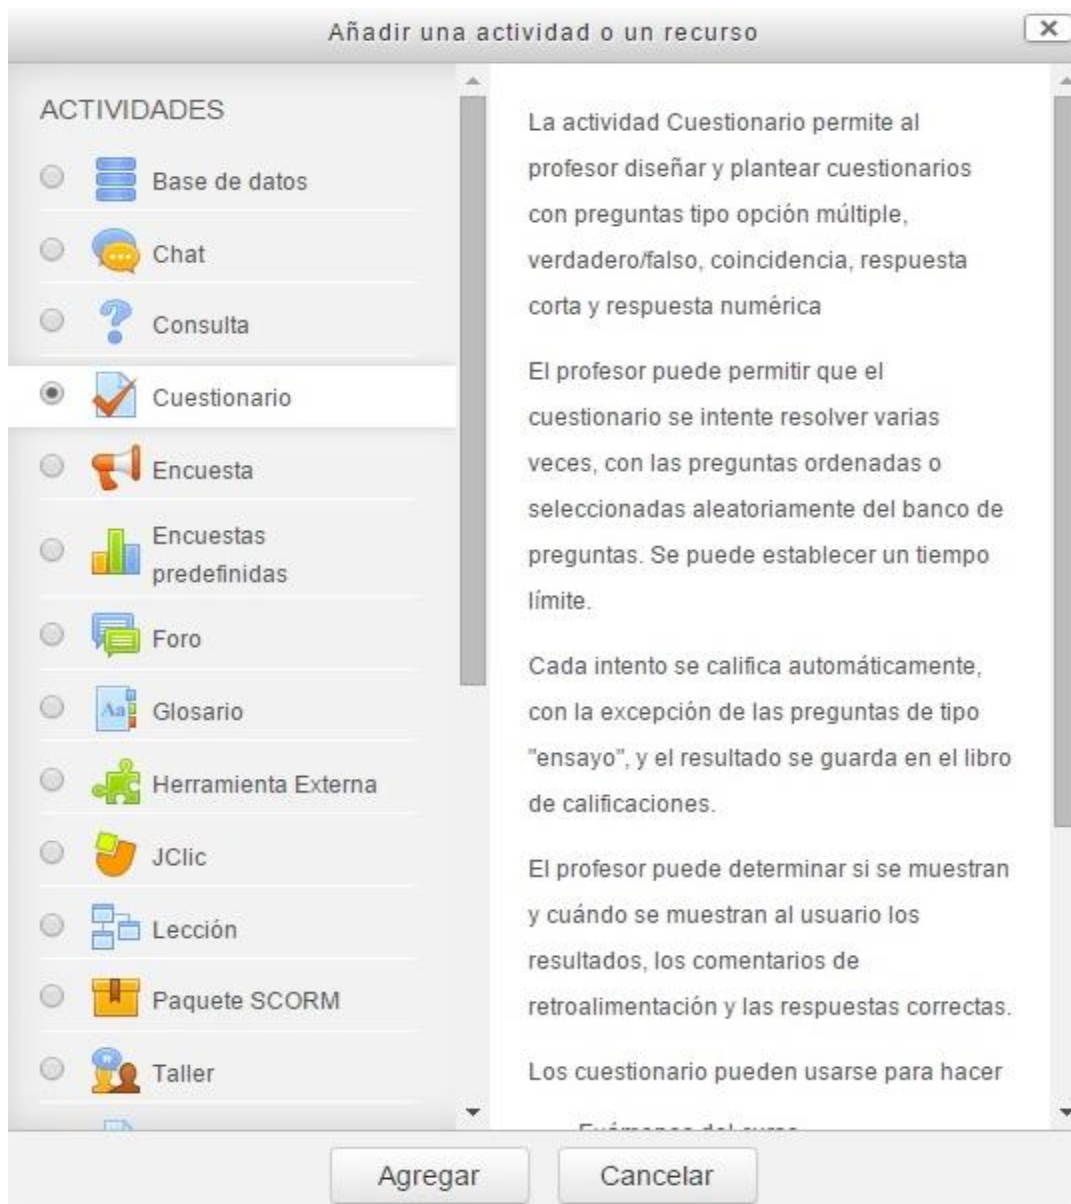 Añadir una actividad o un recurso
ACTIVIDADES
Base de datos
Chat
Consulta
Cuestionario
Encuesta
Encuestas
predefinidas
Foro
Glosario
Herramienta Externa
JClic
Lección
Paquete SCORM
Taller
La actividad Cuestionario permite al
profesor diseñar y plantear cuestionarios
con preguntas tipo opción múltiple,
verdadero/falso, coincidencia, respuesta
corta y respuesta numérica
El profesor puede permitir que el
cuestionario se intente resolver varias
veces, con las preguntas ordenadas o
seleccionadas aleatoriamente del banco de
preguntas. Se puede establecer un tiempo
límite.
Cada intento se califica automáticamente,
con la excepción de las preguntas de tipo
"ensayo", y el resultado se guarda en el libro
de calificaciones.
El profesor puede determinar si se muestran
y cuándo se muestran al usuario los
resultados, los comentarios de
retroalimentación y las respuestas correctas.
Los cuestionario pueden usarse para hacer
Agregar
Cancelar